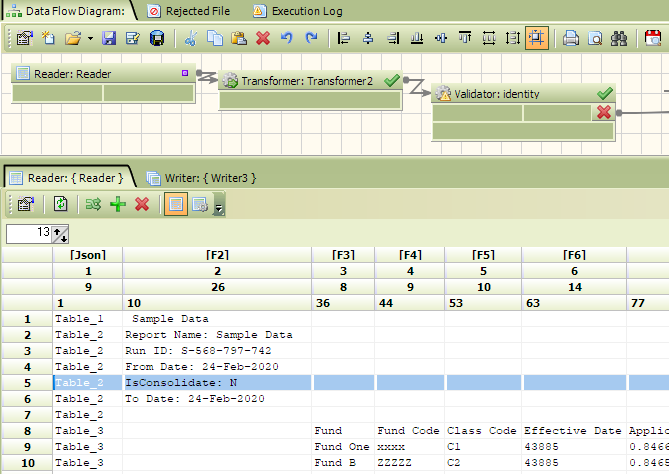 Data Flow Diagram: Rejected File Execution Log
Reader: Reader
Transformer: Transformer2
Validator: identity
Reader: { Reader } Writer: { Writer3 }
13
[Json] [F2] [F3] [F4] [F5] [F6]
1 2 3 4 5 6
9 26 8 9 10 14
1 10 36 44 53 63 77
1 Table_1 Sample Data
2 Table_2 Report Name: Sample Data
3 Table_2 Run ID: S-568-797-742
4 Table_2 From Date: 24-Feb-2020
5 Table_2 IsConsolidate: N
6 Table_2 To Date: 24-Feb-2020
7 Table_2
8 Table_3 Fund Fund Code Class Code Effective Date Applic
9 Table_3 Fund One xxxx C1 43885 0.8466
10 Table_3 Fund B ZZZZZ C2 43885 0.8465